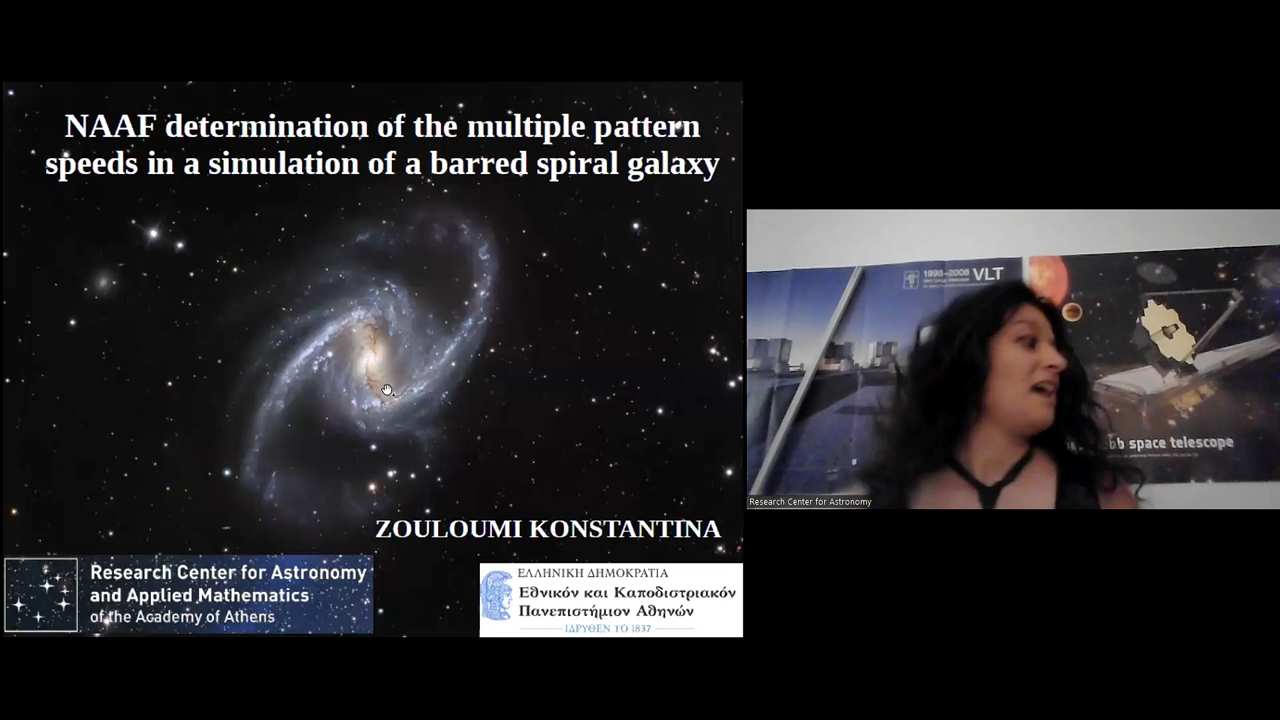 NAAF determination of the multiple pattern
speeds in a simulation of a barred spiral galaxy
ZOULOUMI KONSTANTINA
Research Center for Astronomy
and Applied Mathematics
of the Academy of Athens
ΕΛΛΗΝΙΚΗ ΔΗΜΟΚΡΑΤΙΑ
Εθνικόν και Καποδιστριακόν
Πανεπιστήμιον Αθηνών
ΙΔΡΥΘΕΝ ΤΟ 1837
1998–2008 VLT
space telescope
Research Center for Astronomy